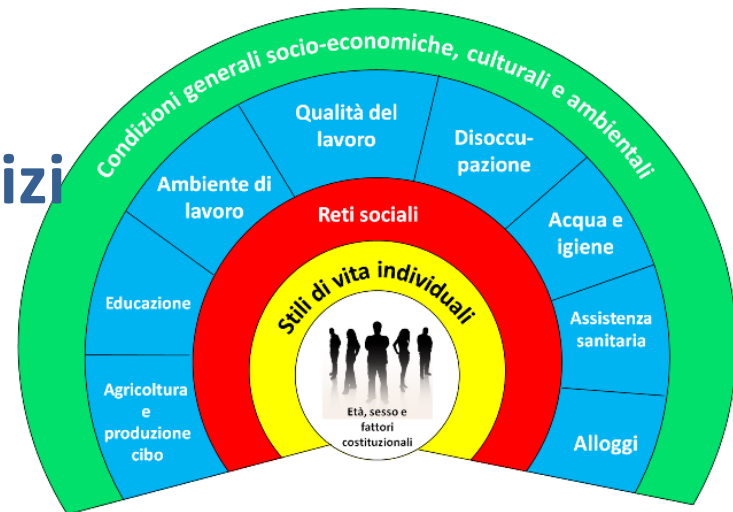 Condizioni generali socio-economiche, culturali e ambientali
izi
Qualità del
lavoro
Disoccu-
pazione
Ambiente di
lavoro
Reti sociali
Acqua e
igiene
Stili di vita individuali
Educazione
Assistenza
sanitaria
Agricoltura
e
produzione
cibo
Età, sesso e
fattori
costituzionali
Alloggi